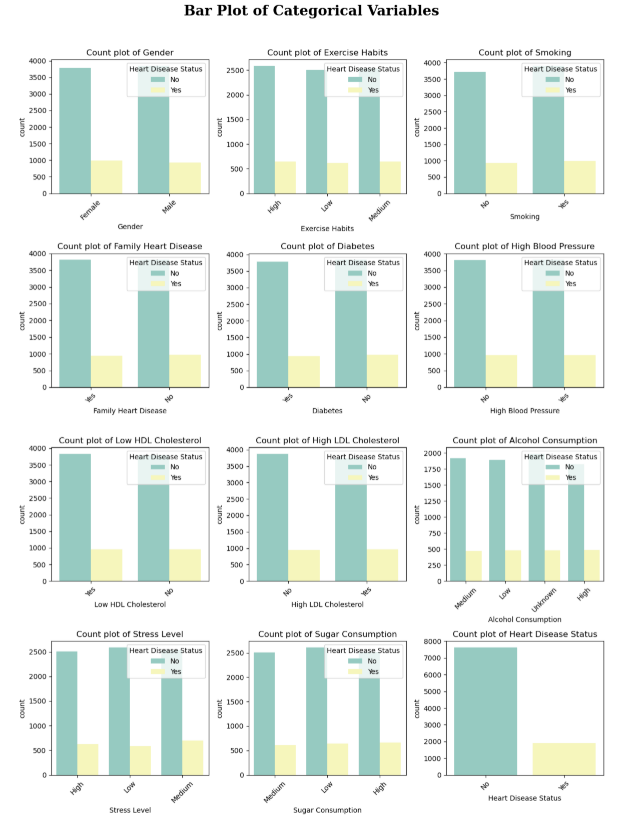 Bar Plot of Categorical Variables
Count plot of Gender
Heart Disease Status
No
Yes
4000
3500
3000
2500
2000
1500
1000
500
0
count
Female
Male
Gender
Count plot of Exercise Habits
Heart Disease Status
No
Yes
2500
2000
1500
1000
500
0
count
High
Low
Medium
Exercise Habits
Count plot of Smoking
Heart Disease Status
No
Yes
4000
3500
3000
2500
2000
1500
1000
500
0
count
No
Yes
Smoking
Count plot of Family Heart Disease
Heart Disease Status
No
Yes
4000
3500
3000
2500
2000
1500
1000
500
0
count
Yes
No
Family Heart Disease
Count plot of Diabetes
Heart Disease Status
No
Yes
4000
3500
3000
2500
2000
1500
1000
500
0
count
Yes
No
Diabetes
Count plot of High Blood Pressure
Heart Disease Status
No
Yes
4000
3500
3000
2500
2000
1500
1000
500
0
count
No
Yes
High Blood Pressure
Count plot of Low HDL Cholesterol
Heart Disease Status
No
Yes
4000
3500
3000
2500
2000
1500
1000
500
0
count
Yes
No
Low HDL Cholesterol
Count plot of High LDL Cholesterol
Heart Disease Status
No
Yes
4000
3500
3000
2500
2000
1500
1000
500
0
count
No
Yes
High LDL Cholesterol
Count plot of Alcohol Consumption
Heart Disease Status
No
Yes
2000
1750
1500
1250
1000
750
500
250
0
count
Medium
Low
Unknown
High
Alcohol Consumption
Count plot of Stress Level
Heart Disease Status
No
Yes
2500
2000
1500
1000
500
0
count
High
Low
Medium
Stress Level
Count plot of Sugar Consumption
Heart Disease Status
No
Yes
2500
2000
1500
1000
500
0
count
Medium
Low
High
Sugar Consumption
Count plot of Heart Disease Status
8000
7000
6000
5000
4000
3000
2000
1000
0
count
No
Yes
Heart Disease Status